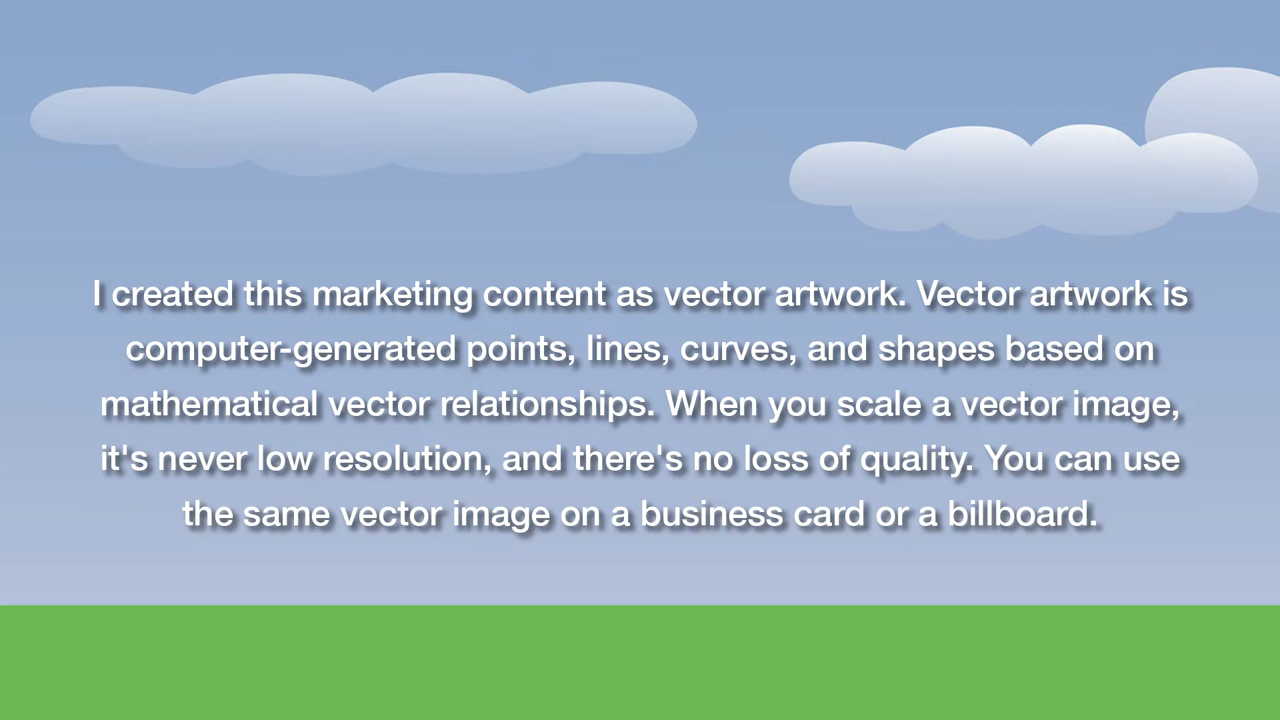 I created this marketing content as vector artwork. Vector artwork is
computer-generated points, lines, curves, and shapes based on
mathematical vector relationships. When you scale a vector image,
it's never low resolution, and there's no loss of quality. You can use
the same vector image on a business card or a billboard.